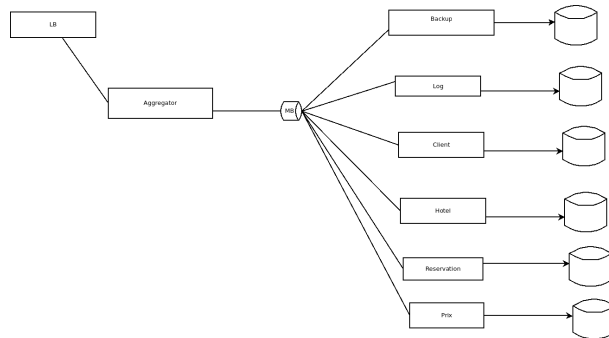 LB
Aggregator
MB
Backup
Log
Client
Hotel
Reservation
Prix